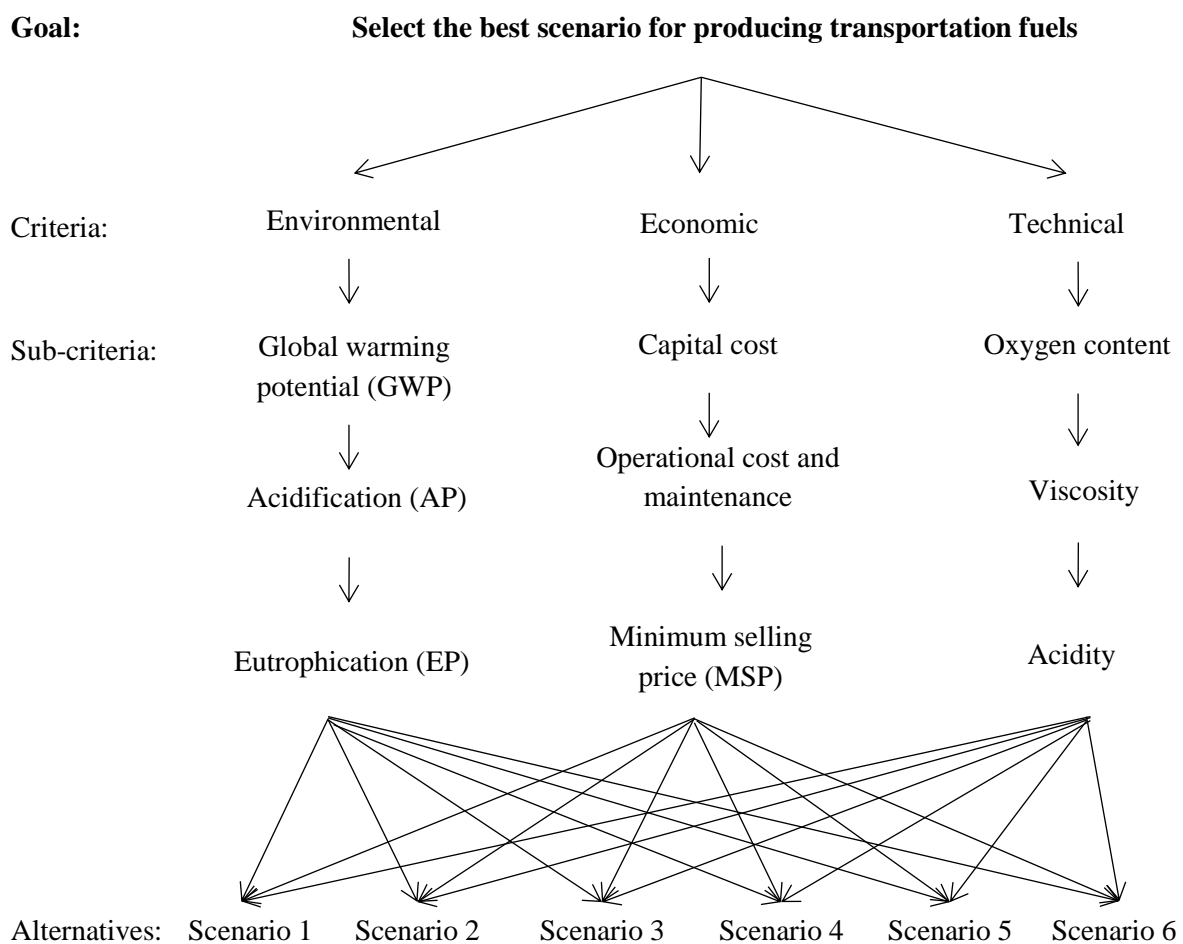 Goal: Select the best scenario for producing transportation fuels
Criteria: Environmental Economic Technical
Sub-criteria: Global warming potential (GWP) Capital cost Oxygen content
Acidification (AP) Operational cost and maintenance Viscosity
Eutrophication (EP) Minimum selling price (MSP) Acidity
Alternatives: Scenario 1 Scenario 2 Scenario 3 Scenario 4 Scenario 5 Scenario 6